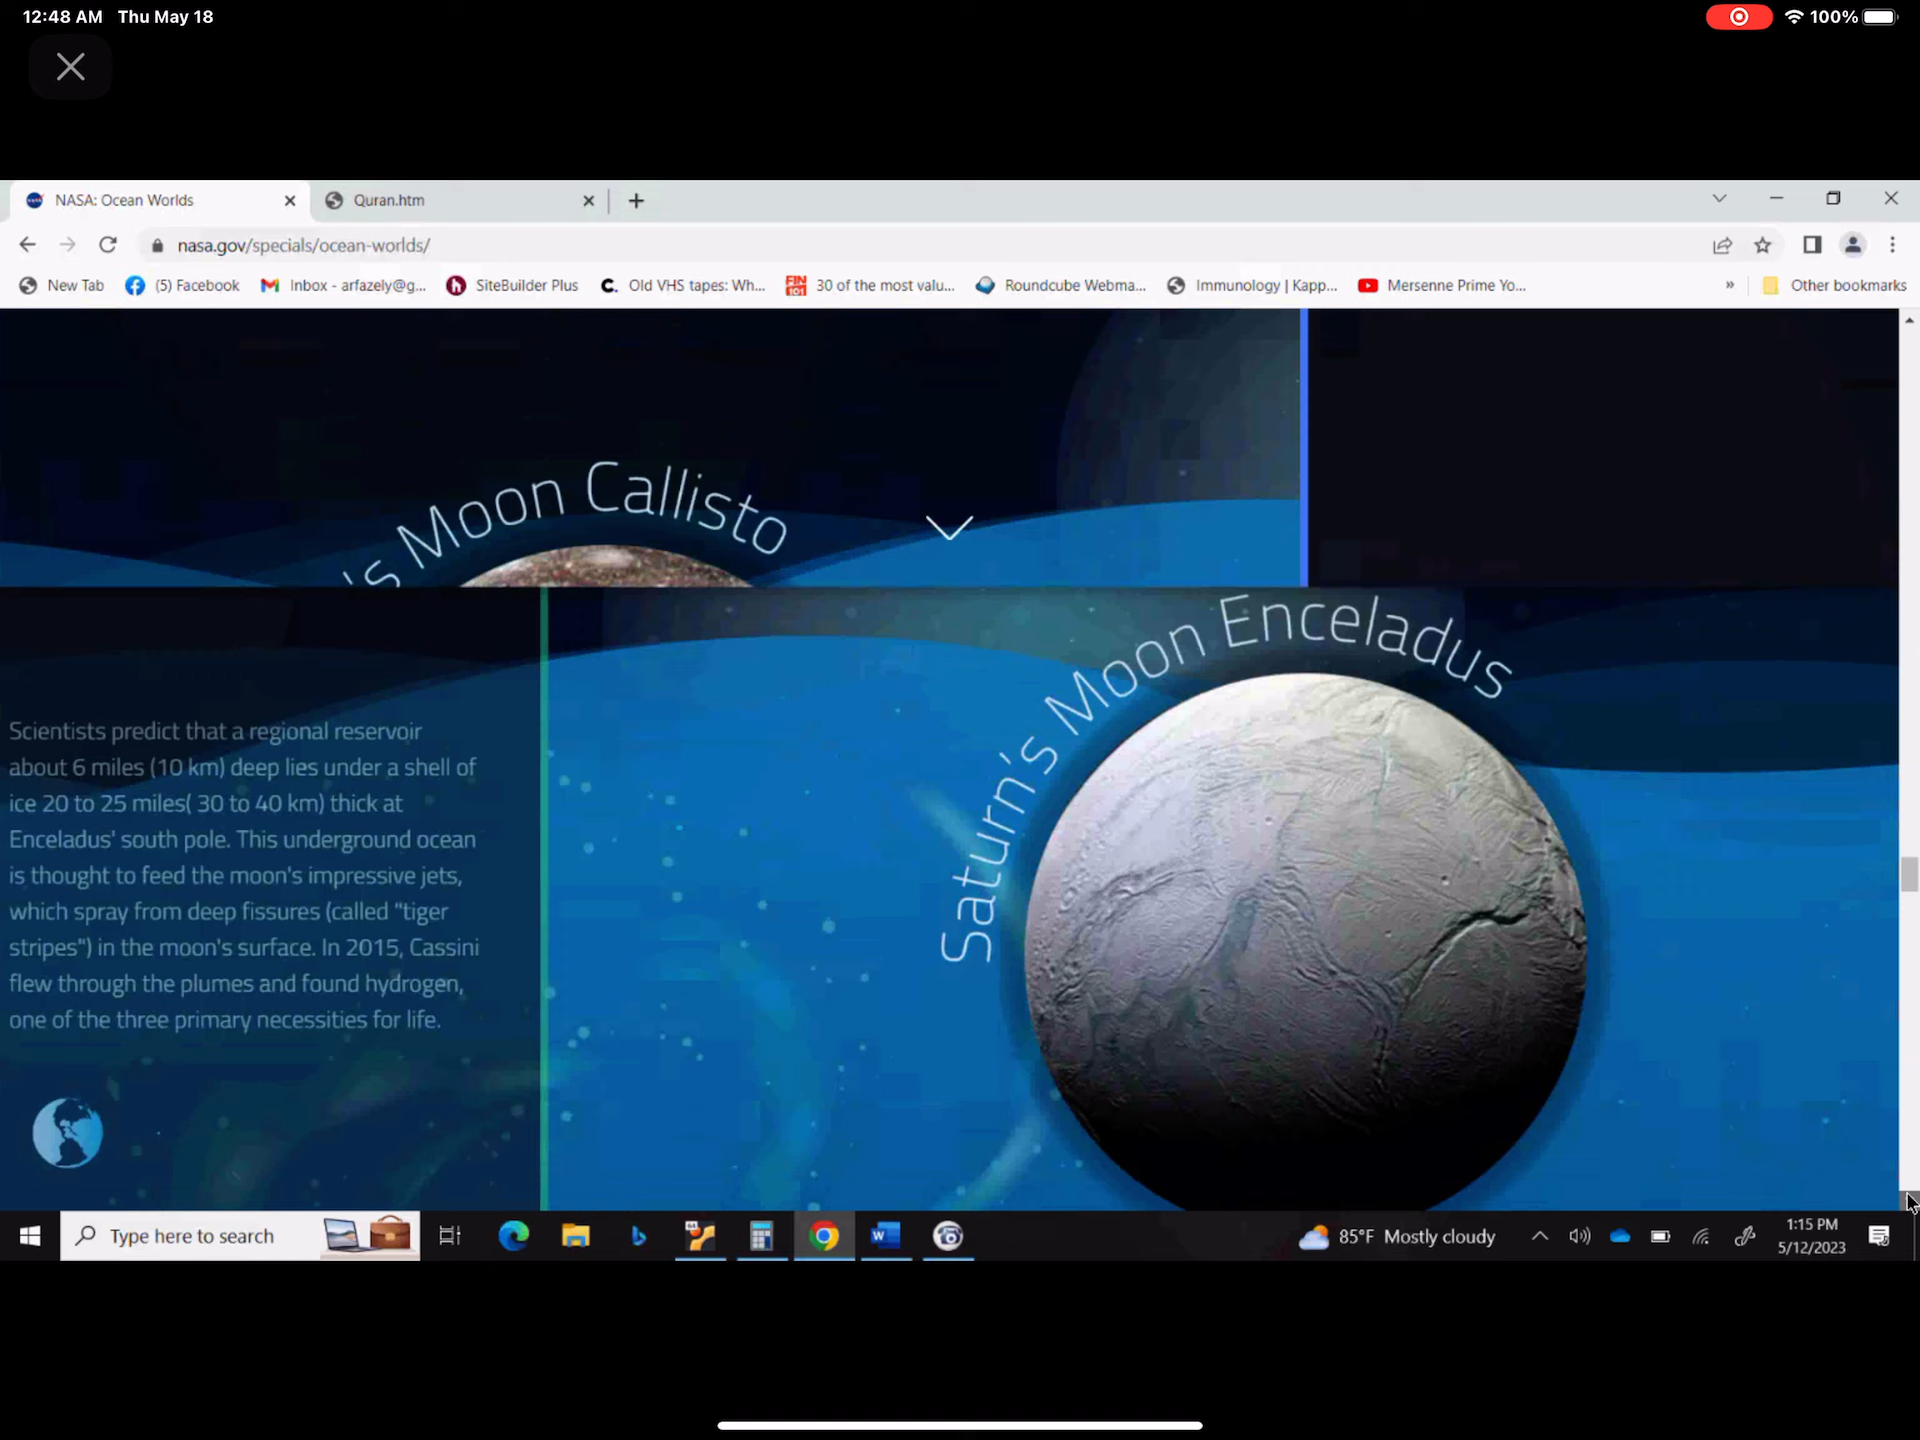 12:48 AM Thu May 18
100%
NASA: Ocean Worlds
Quran.htm
nasa.gov/specials/ocean-worlds/
New Tab
(5) Facebook
Inbox - arfazely@g...
SiteBuilder Plus
Old VHS tapes: Wh...
FIN 101
30 of the most valu...
Roundcube Webma...
Immunology | Kapp...
Mersenne Prime Yo...
»
Other bookmarks
's Moon Callisto
Saturn's Moon Enceladus
Scientists predict that a regional reservoir
about 6 miles (10 km) deep lies under a shell of
ice 20 to 25 miles( 30 to 40 km) thick at
Enceladus' south pole. This underground ocean
is thought to feed the moon's impressive jets,
which spray from deep fissures (called "tiger
stripes") in the moon's surface. In 2015, Cassini
flew through the plumes and found hydrogen,
one of the three primary necessities for life.
Type here to search
85°F Mostly cloudy
1:15 PM
5/12/2023